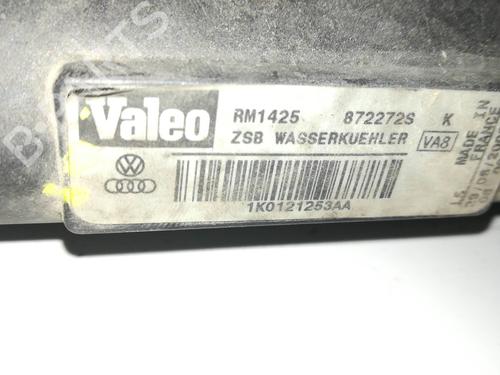 Valeo
RM1425 872272S K
ZSB WASSERKUEHLER VA8
1K0121253AA
MADE IN
FRANCE